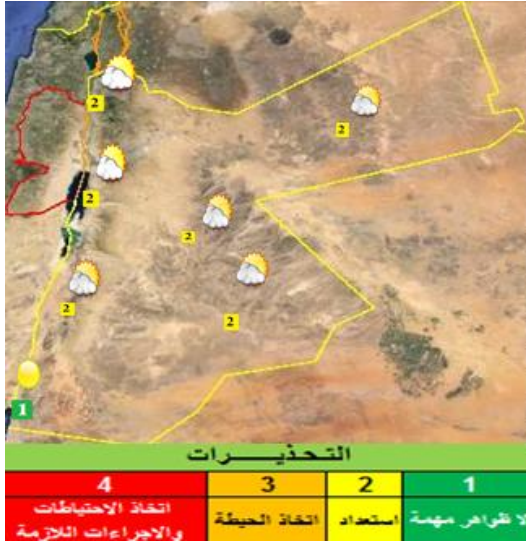 2
2
2
2
2
2
1
التحذيرات
1
2
3
4
لا ظواهر مهمة
استعداد
اتخاذ الحيطة
اتخاذ الاحتياطات
والاجراءات اللازمة